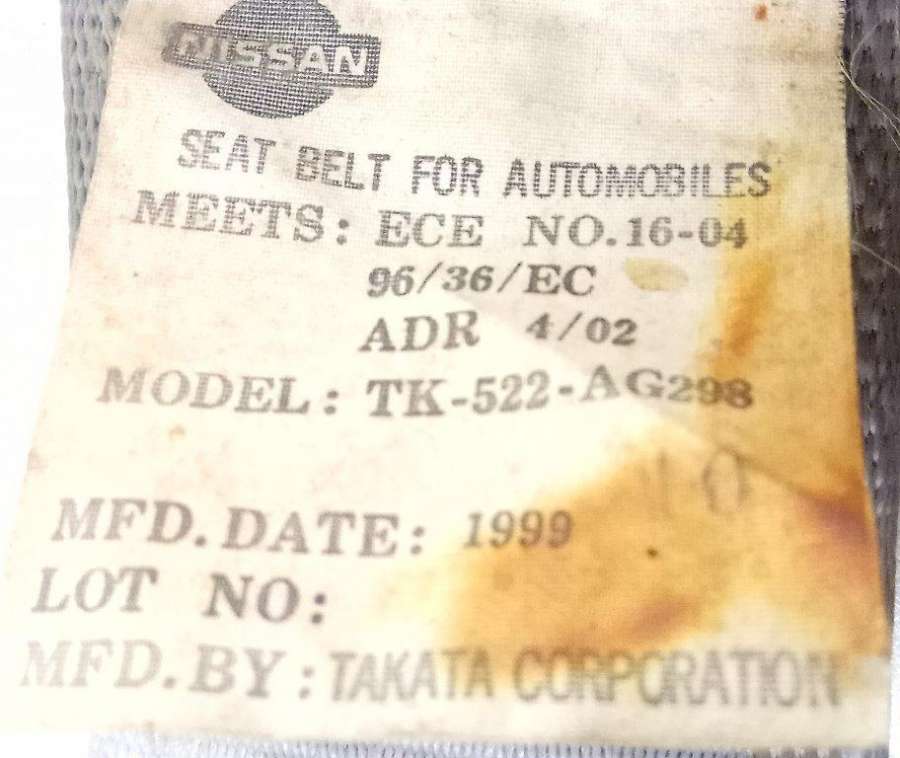 NISSAN
SEAT BELT FOR AUTOMOBILES
MEETS: ECE NO.16-04
96/36/EC
ADR 4/02
MODEL: TK-522-AG298
10
MFD.DATE: 1999
LOT NO:
MFD.BY: TAKATA CORPORATION